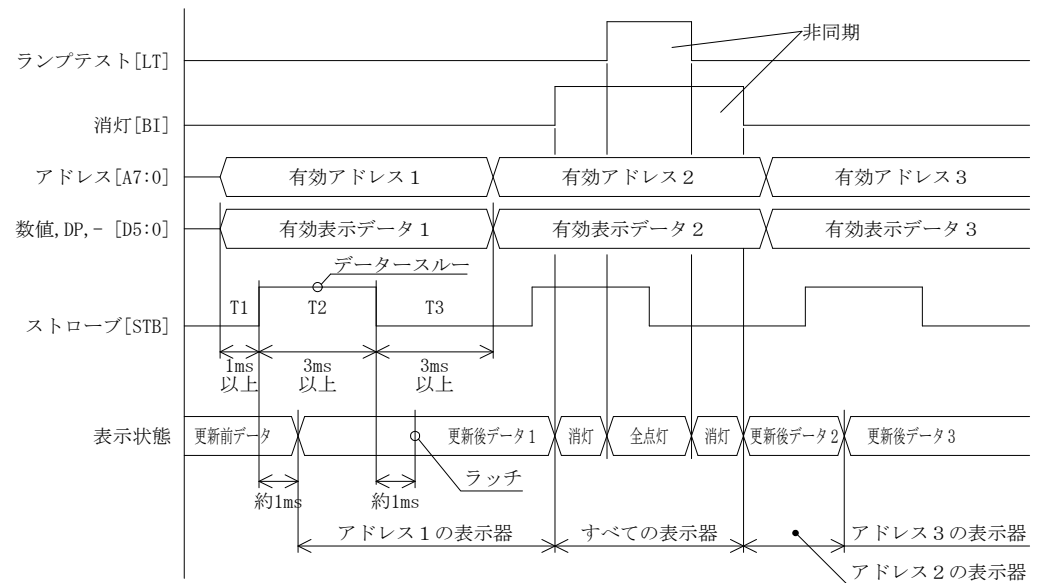 非同期
ランプテスト[LT]
消灯[BI]
アドレス[A7:0]
有効アドレス1
有効アドレス2
有効アドレス3
数値,DP,- [D5:0]
有効表示データ1
有効表示データ2
有効表示データ3
データースルー
ストローブ[STB]
T1
T2
T3
1ms
以上
3ms
以上
3ms
以上
表示状態
更新前データ
更新後データ1
消灯
全点灯
消灯
更新後データ2
更新後データ3
約1ms
約1ms
ラッチ
アドレス1の表示器
すべての表示器
アドレス3の表示器
アドレス2の表示器